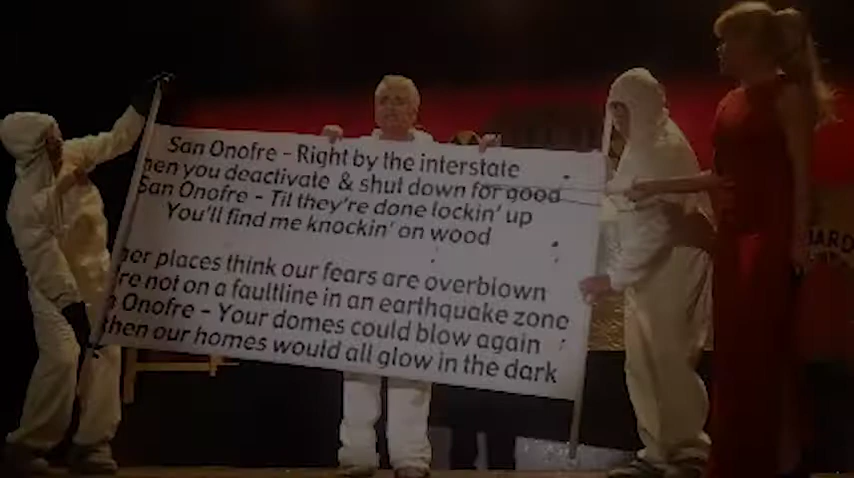 San Onofre - Right by the interstate
hen you deactivate & shut down for good
San Onofre - Til they're done lockin' up
You'll find me knockin' on wood
her places think our fears are overblown
re not on a faultline in an earthquake zone
Onofre - Your domes could blow again
then our homes would all glow in the dark